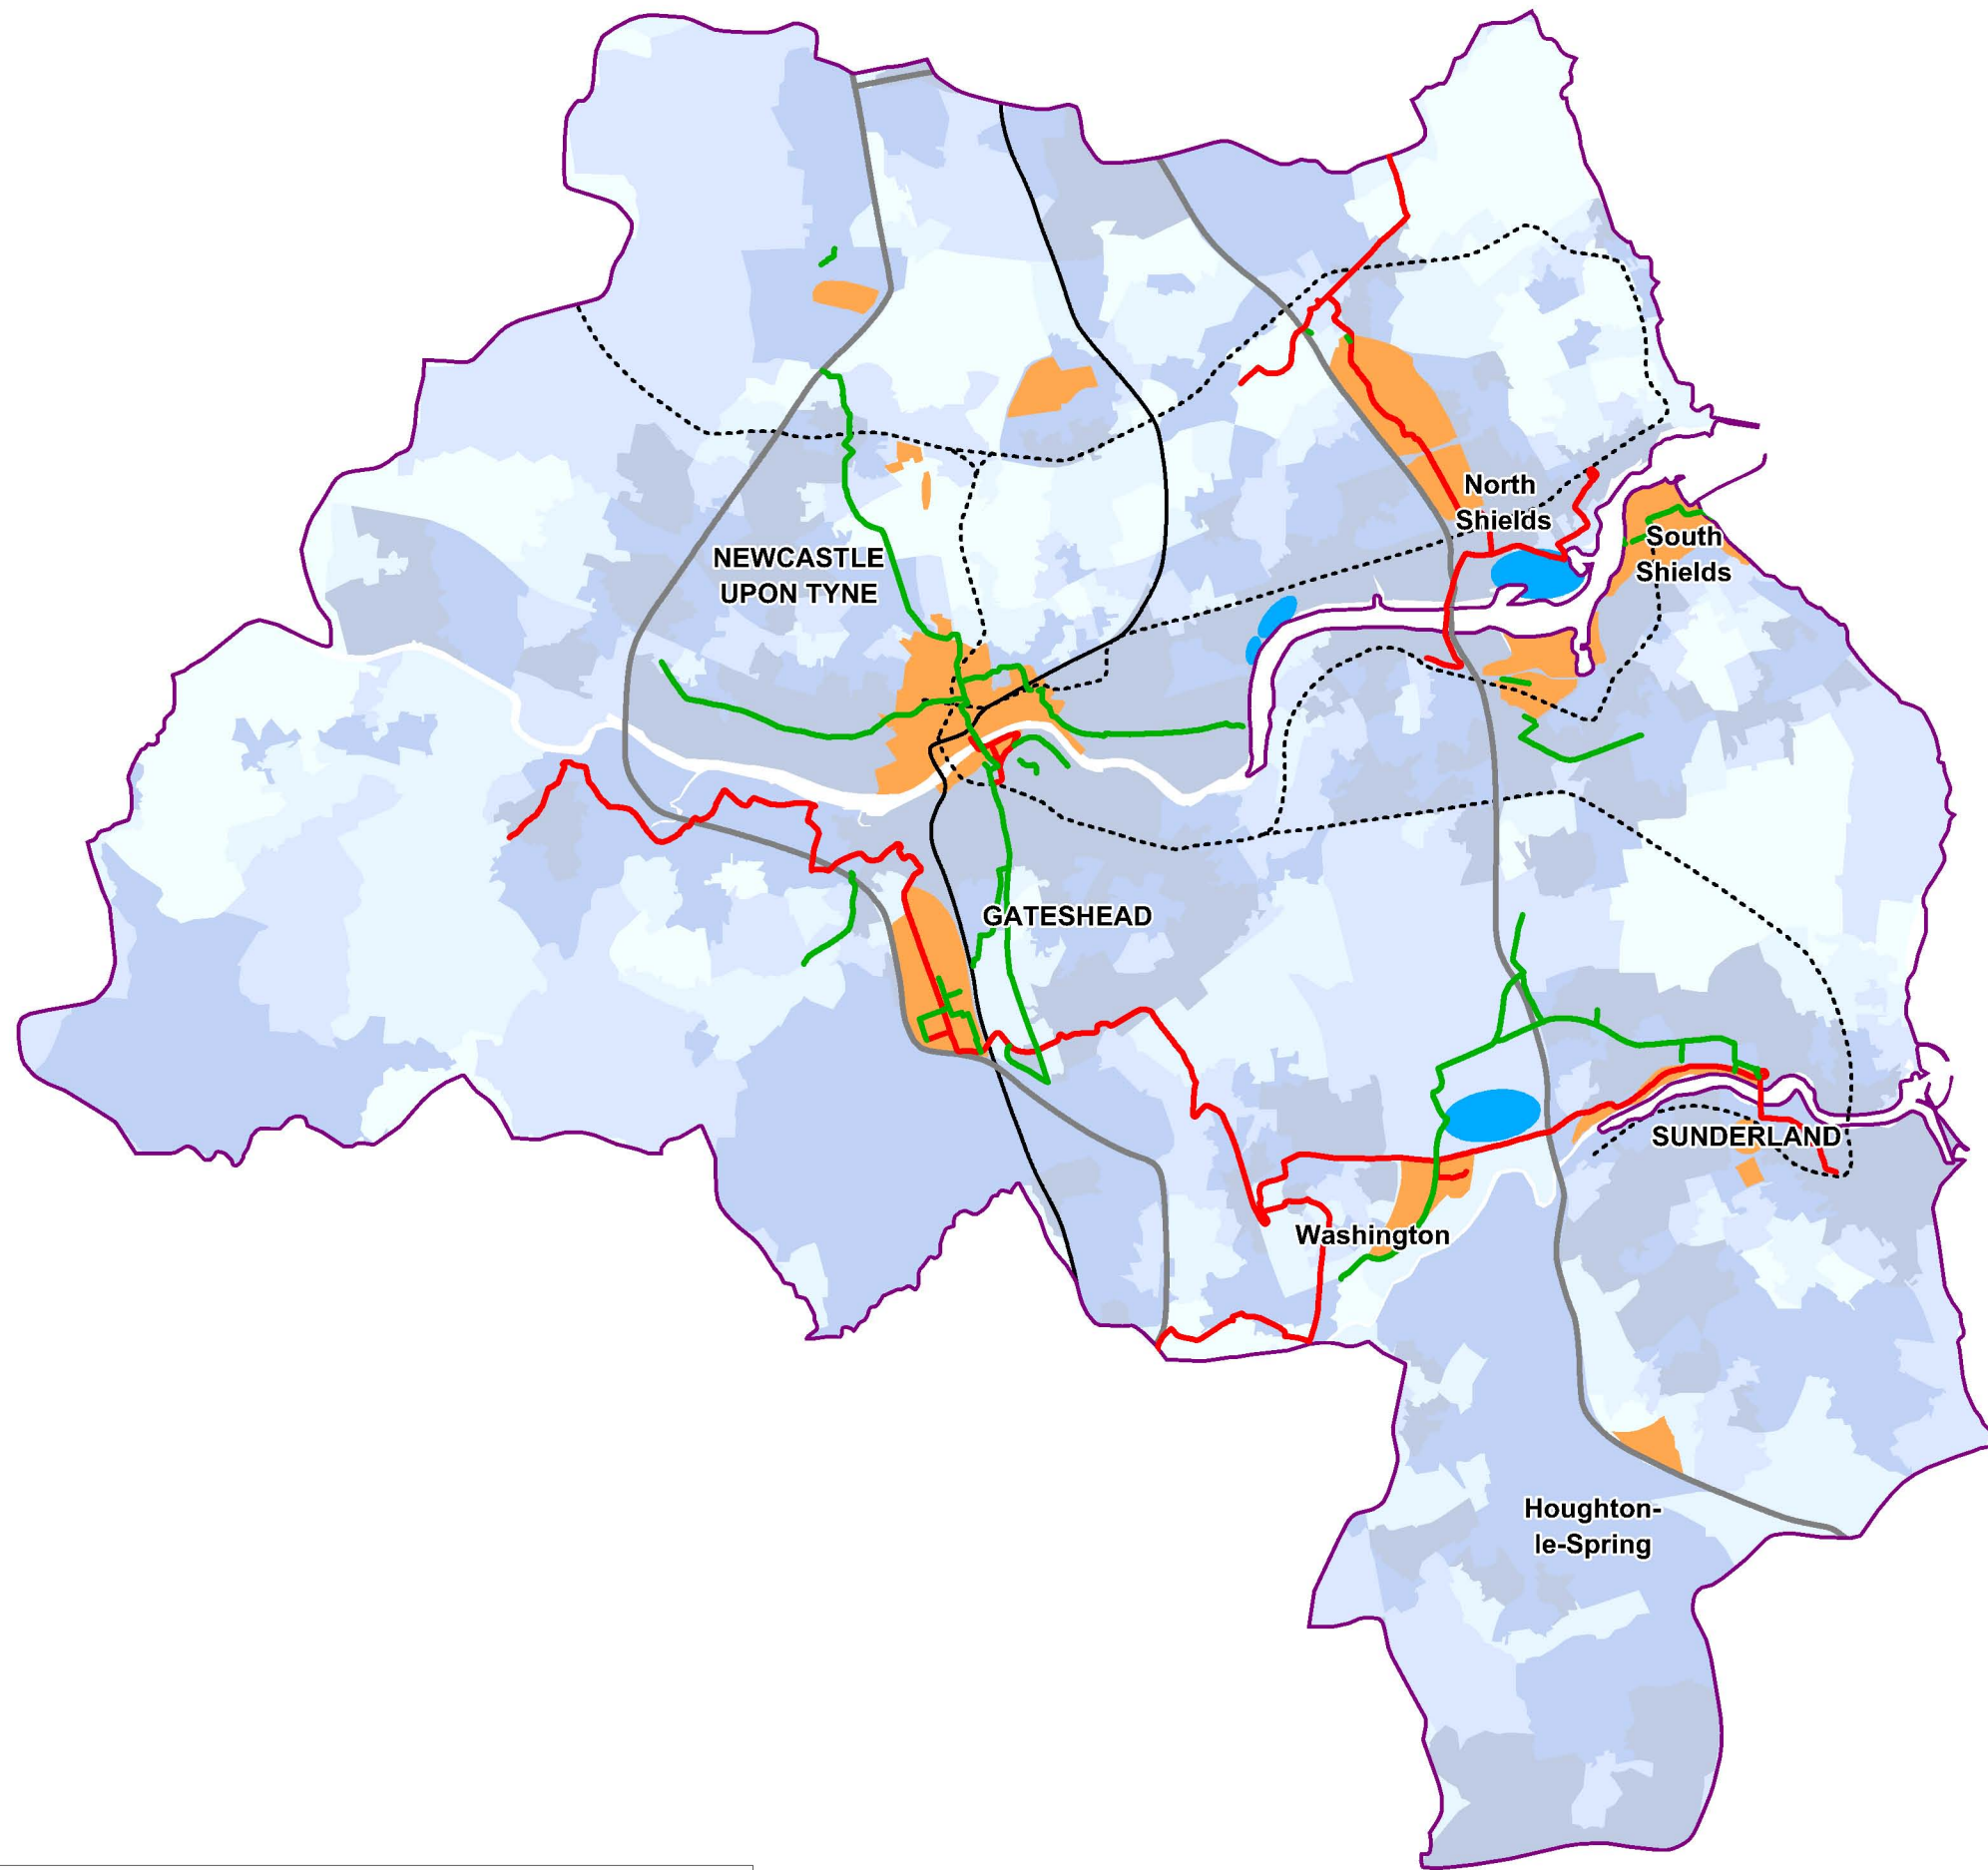 North
Shields
South
Shields
NEWCASTLE
UPON TYNE
GATESHEAD
SUNDERLAND
Washington
Houghton-
le-Spring